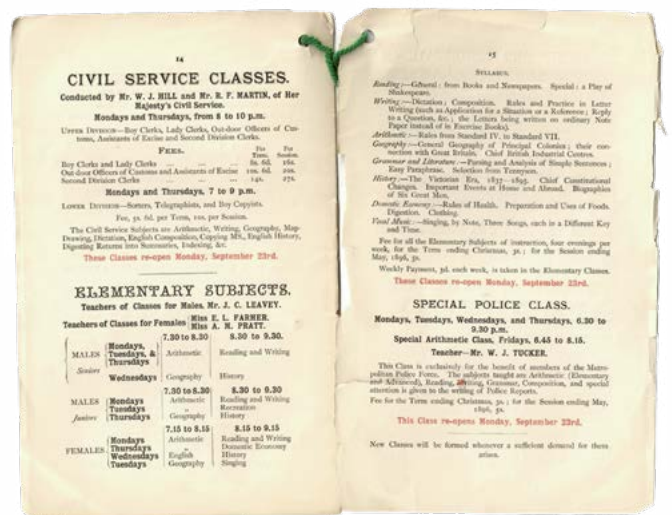 14
CIVIL SERVICE CLASSES.
Conducted by Mr. W. J. HILL and Mr. R. F. MARTIN, of Her
Majesty's Civil Service.
Mondays and Thursdays, from 8 to 10 p.m.
UPPER DIVISION—Boy Clerks, Lady Clerks, Out-door Officers of Cus-
toms, Assistants of Excise and Second Division Clerks.
FEES. For Term. For Session.
Boy Clerks and Lady Clerks ... ... ... 8s. 6d. 16s.
Out-door Officers of Customs and Assistants of Excise 10s. 6d. 20s.
Second Division Clerks ... ... ... 14s. 27s.
Mondays and Thursdays, 7 to 9 p.m.
LOWER DIVISION—Sorters, Telegraphists, and Boy Copyists.
Fee, 5s. 6d. per Term, 10s. per Session.
The Civil Service Subjects are Arithmetic, Writing, Geography, Map-
Drawing, Dictation, English Composition, Copying MS., English History,
Digesting Returns into Summaries, Indexing, &c.
These Classes re-open Monday, September 23rd.
ELEMENTARY SUBJECTS.
Teachers of Classes for Males, Mr. J. C. LEAVEY.
Teachers of Classes for Females Miss E. L. FARMER.
Miss A. M. PRATT.
7.30 to 8.30 8.30 to 9.30.
MALES Seniors Mondays, Tuesdays, & Thursdays Arithmetic Reading and Writing
Wednesdays Geography History
7.30 to 8.30 8.30 to 9.30
MALES Juniors Mondays Arithmetic Reading and Writing
Tuesdays " Recreation
Thursdays Geography History
7.15 to 8.15 8.15 to 9.15
FEMALES Mondays Arithmetic Reading and Writing
Thursdays " Domestic Economy
Wednesdays English History
Tuesdays Geography Singing
15
SYLLABUS.
Reading:—General: from Books and Newspapers. Special: a Play of
Shakespeare.
Writing:—Dictation; Composition. Rules and Practice in Letter
Writing (such as Application for a Situation or a Reference; Reply
to a Question, &c.; the Letters being written on ordinary Note
Paper instead of in Exercise Books).
Arithmetic:—Rules from Standard IV. to Standard VII.
Geography:—General Geography of Principal Colonies; their con-
nection with Great Britain. Chief British Industrial Centres.
Grammar and Literature:—Parsing and Analysis of Simple Sentences;
Easy Paraphrase. Selection from Tennyson.
History:—The Victorian Era, 1837-1895. Chief Constitutional
Changes. Important Events at Home and Abroad. Biographies
of Six Great Men.
Domestic Economy:—Rules of Health. Preparation and Uses of Foods.
Digestion. Clothing.
Vocal Music:—Singing, by Note, Three Songs, each in a Different Key
and Time.
Fee for all the Elementary Subjects of instruction, four evenings per
week, for the Term ending Christmas, 3s.; for the Session ending
May, 1896, 5s.
Weekly Payment, 3d. each week, is taken in the Elementary Classes.
These Classes re-open Monday, September 23rd.
SPECIAL POLICE CLASS.
Mondays, Tuesdays, Wednesdays, and Thursdays, 6.30 to
9.30 p.m.
Special Arithmetic Class, Fridays, 6.45 to 8.15.
Teacher—Mr. W. J. TUCKER.
This Class is exclusively for the benefit of members of the Metro-
politan Police Force. The subjects taught are Arithmetic (Elementary
and Advanced), Reading, Writing, Grammar, Composition, and special
attention is given to the writing of Police Reports.
Fee for the Term ending Christmas, 5s.; for the Session ending May,
1896,
This Class re-opens Monday, September 23rd.
New Classes will be formed whenever a sufficient demand for them
arises.